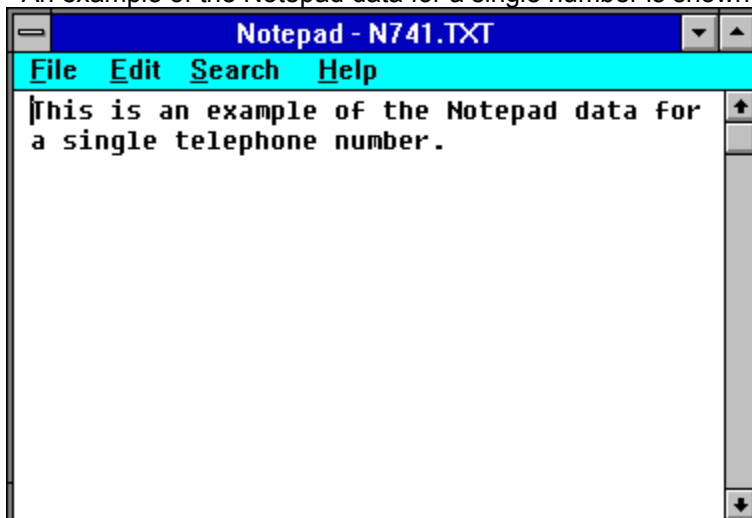 An example of the Notepad data for a single number is shown
Notepad - N741.TXT
File Edit Search Help
This is an example of the Notepad data for
a single telephone number.